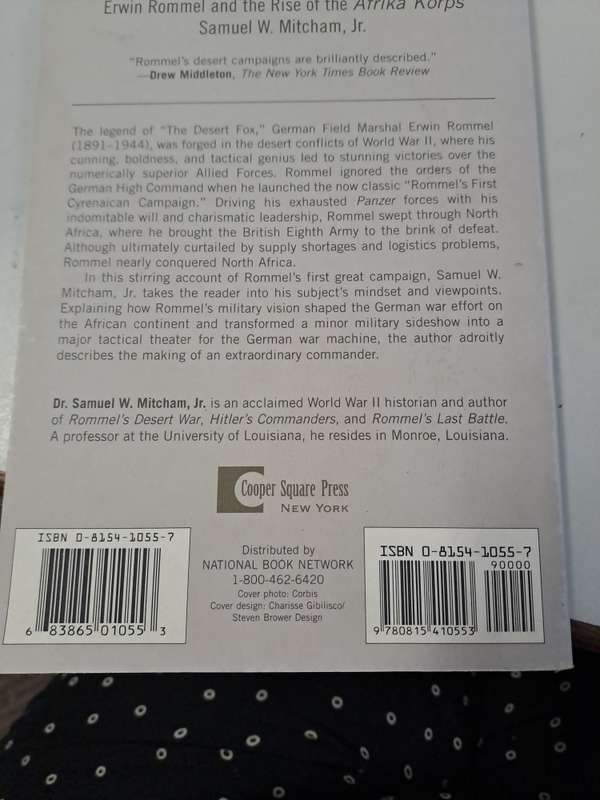 Erwin Rommel and the Rise of the Afrika Korps
Samuel W. Mitcham, Jr.
"Rommel's desert campaigns are brilliantly described."
—Drew Middleton, The New York Times Book Review
The legend of "The Desert Fox," German Field Marshal Erwin Rommel
(1891–1944), was forged in the desert conflicts of World War II, where his
cunning, boldness, and tactical genius led to stunning victories over the
numerically superior Allied Forces. Rommel ignored the orders of the
German High Command when he launched the now classic "Rommel's First
Cyrenaican Campaign." Driving his exhausted Panzer forces with his
indomitable will and charismatic leadership, Rommel swept through North
Africa, where he brought the British Eighth Army to the brink of defeat.
Although ultimately curtailed by supply shortages and logistics problems,
Rommel nearly conquered North Africa.
In this stirring account of Rommel's first great campaign, Samuel W.
Mitcham, Jr. takes the reader into his subject's mindset and viewpoints.
Explaining how Rommel's military vision shaped the German war effort on
the African continent and transformed a minor military sideshow into a
major tactical theater for the German war machine, the author adroitly
describes the making of an extraordinary commander.
Dr. Samuel W. Mitcham, Jr. is an acclaimed World War II historian and author
of Rommel's Desert War, Hitler's Commanders, and Rommel's Last Battle.
A professor at the University of Louisiana, he resides in Monroe, Louisiana.
Cooper Square Press
NEW YORK
ISBN 0-8154-1055-7
6 83865 01055 3
Distributed by
NATIONAL BOOK NETWORK
1-800-462-6420
Cover photo: Corbis
Cover design: Charisse Gibilisco/
Steven Brower Design
ISBN 0-8154-1055-7
90000
9 780815 410553